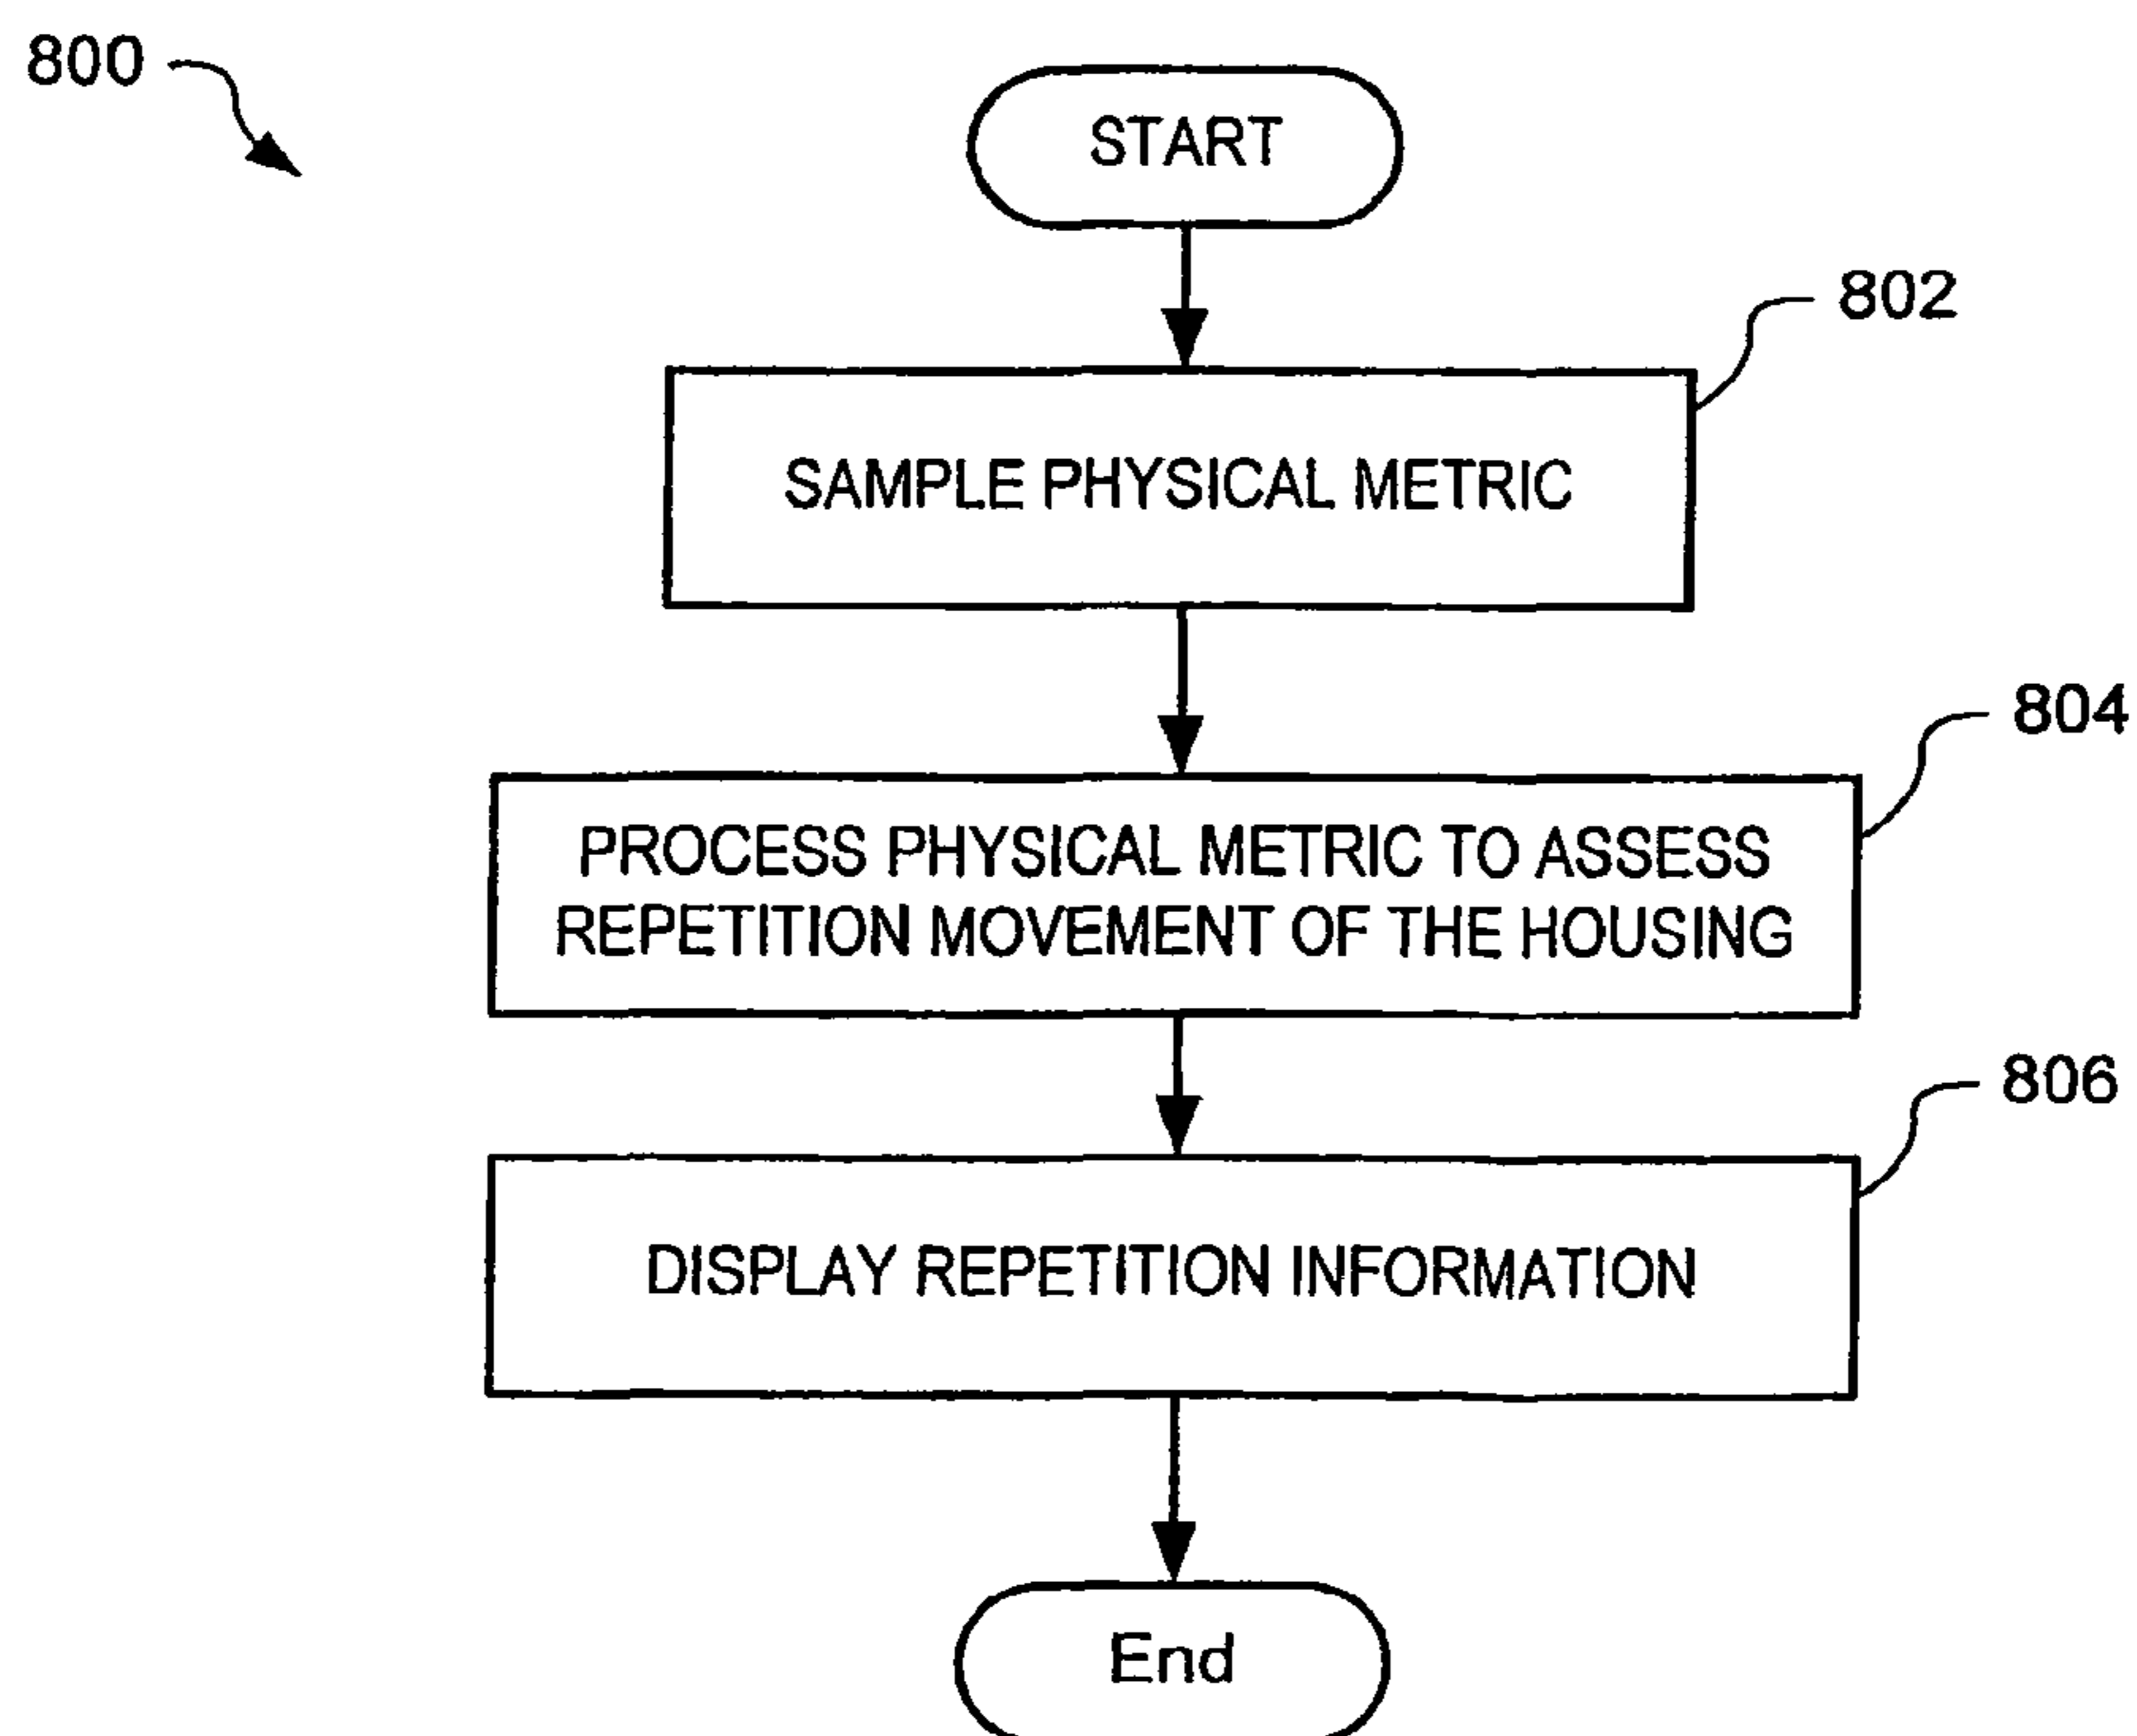 800
START
802
SAMPLE PHYSICAL METRIC
804
PROCESS PHYSICAL METRIC TO ASSESS
REPETITION MOVEMENT OF THE HOUSING
806
DISPLAY REPETITION INFORMATION
End